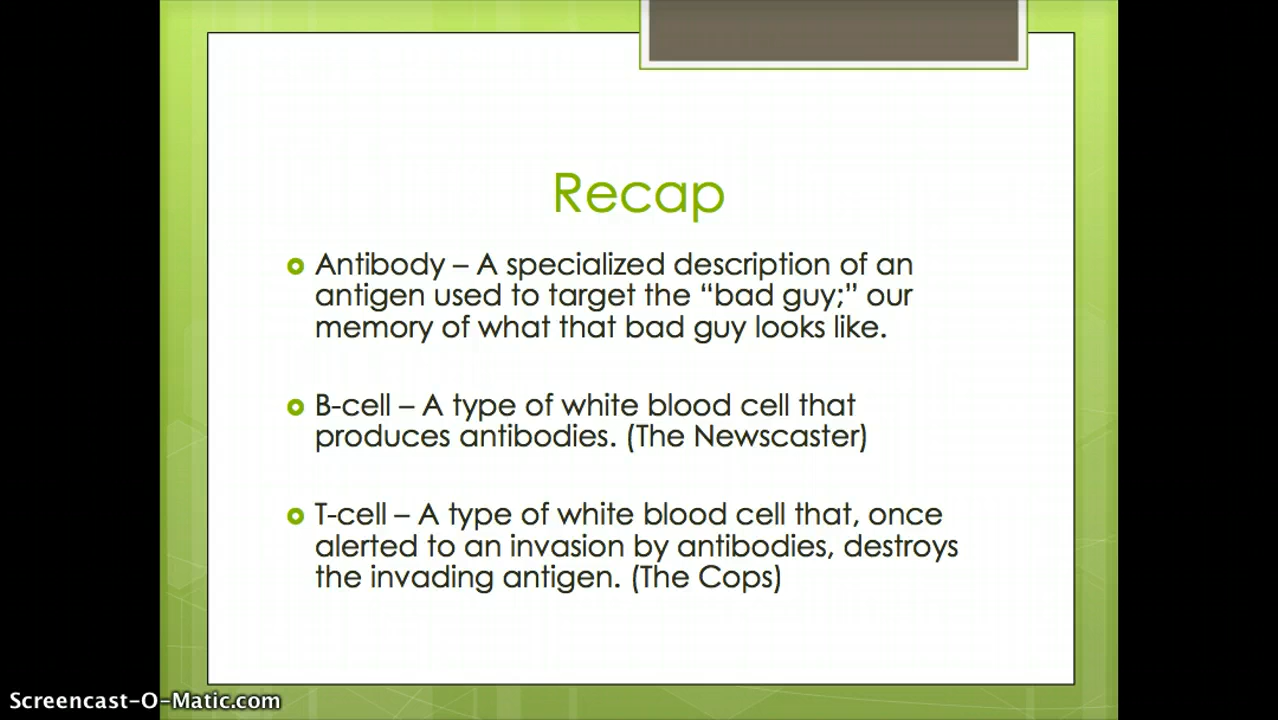 Recap
Antibody – A specialized description of an
antigen used to target the “bad guy;” our
memory of what that bad guy looks like.
B-cell – A type of white blood cell that
produces antibodies. (The Newscaster)
T-cell – A type of white blood cell that, once
alerted to an invasion by antibodies, destroys
the invading antigen. (The Cops)
Screencast-O-Matic.com